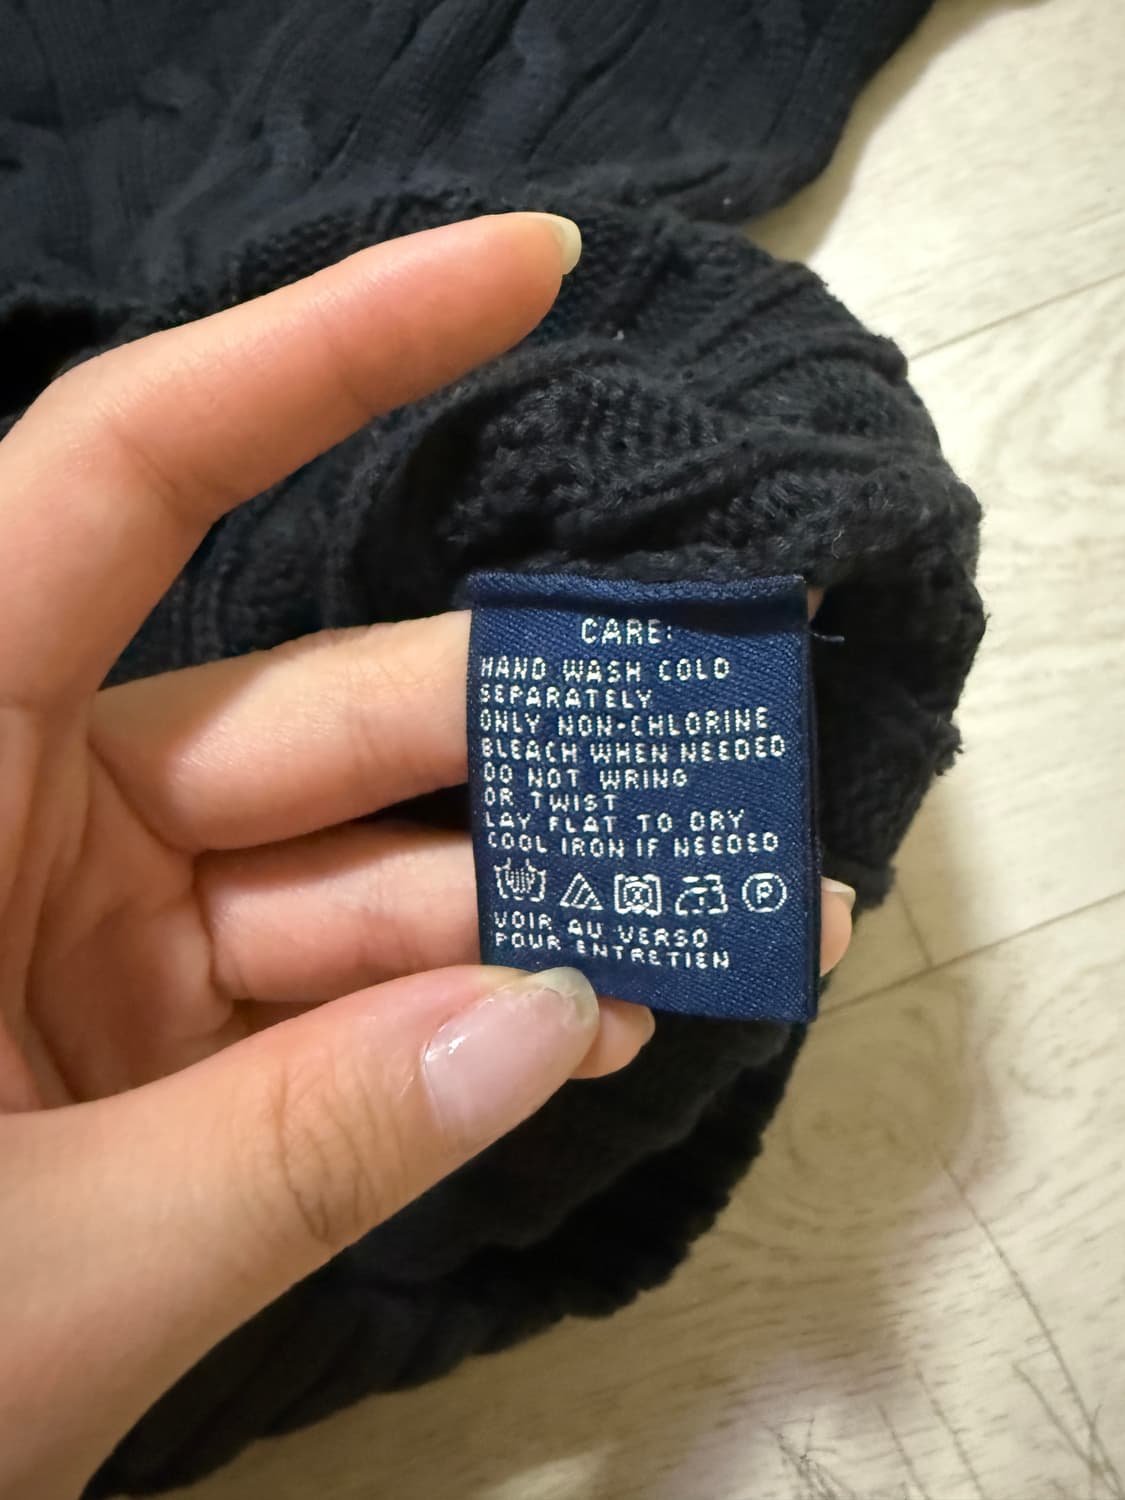 CARE:
HAND WASH COLD
SEPARATELY
ONLY NON-CHLORINE
BLEACH WHEN NEEDED
DO NOT WRING
OR TWIST
LAY FLAT TO DRY
COOL IRON IF NEEDED
P
VOIR AU VERSO
POUR ENTRETIEN